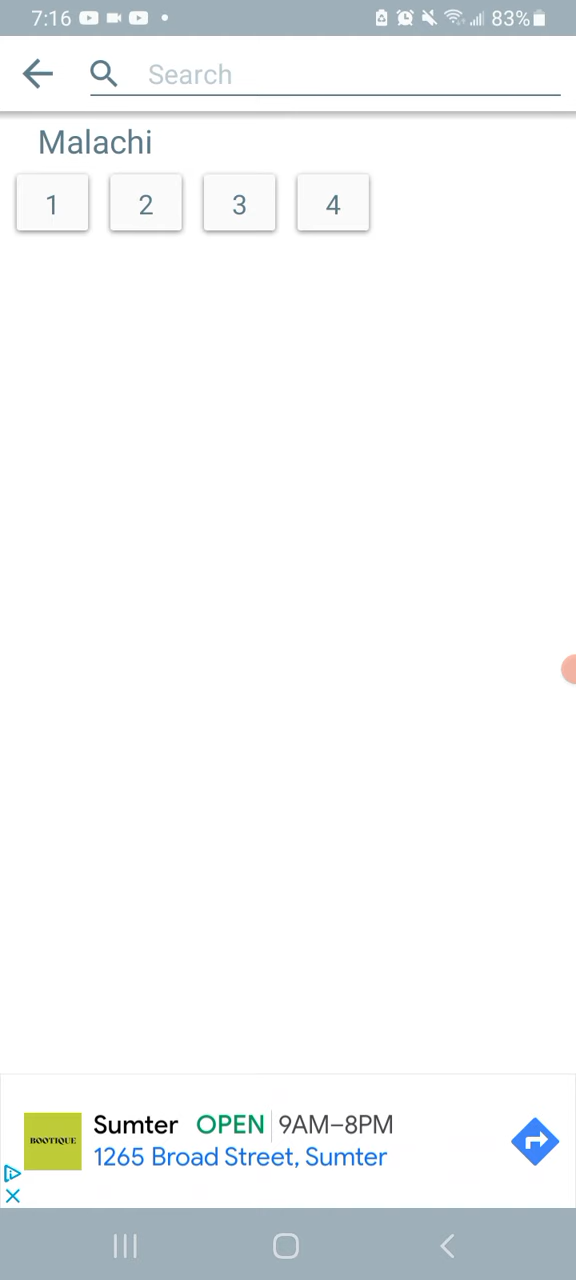 7:16 83%
Search
Malachi
1 2 3 4
BOOTIQUE
Sumter OPEN 9AM–8PM
1265 Broad Street, Sumter